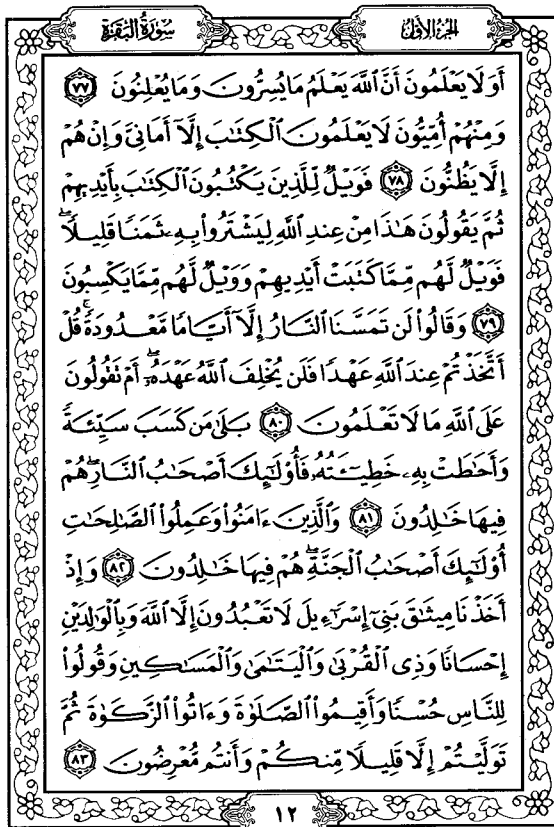 الجزء الأول
سورة البقرة
أَوَلَا يَعْلَمُونَ أَنَّ ٱللَّهَ يَعْلَمُ مَا يُسِرُّونَ وَمَا يُعْلِنُونَ ٧٧
وَمِنْهُمْ أُمِّيُّونَ لَا يَعْلَمُونَ ٱلْكِتَٰبَ إِلَّآ أَمَانِىَّ وَإِنْ هُمْ
إِلَّا يَظُنُّونَ ٧٨ فَوَيْلٌ لِّلَّذِينَ يَكْتُبُونَ ٱلْكِتَٰبَ بِأَيْدِيهِمْ
ثُمَّ يَقُولُونَ هَٰذَا مِنْ عِندِ ٱللَّهِ لِيَشْتَرُوا۟ بِهِۦ ثَمَنًا قَلِيلًا ۖ
فَوَيْلٌ لَّهُم مِّمَّا كَتَبَتْ أَيْدِيهِمْ وَوَيْلٌ لَّهُم مِّمَّا يَكْسِبُونَ
٧٩ وَقَالُوا۟ لَن تَمَسَّنَا ٱلنَّارُ إِلَّآ أَيَّامًا مَّعْدُودَةً ۚ قُلْ
أَتَّخَذْتُمْ عِندَ ٱللَّهِ عَهْدًا فَلَن يُخْلِفَ ٱللَّهُ عَهْدَهُۥٓ ۖ أَمْ تَقُولُونَ
عَلَى ٱللَّهِ مَا لَا تَعْلَمُونَ ٨٠ بَلَىٰ مَن كَسَبَ سَيِّئَةً
وَأَحَٰطَتْ بِهِۦ خَطِيٓـَٔتُهُۥ فَأُو۟لَٰٓئِكَ أَصْحَٰبُ ٱلنَّارِ ۖ هُمْ
فِيهَا خَٰلِدُونَ ٨١ وَٱلَّذِينَ ءَامَنُوا۟ وَعَمِلُوا۟ ٱلصَّٰلِحَٰتِ
أُو۟لَٰٓئِكَ أَصْحَٰبُ ٱلْجَنَّةِ ۖ هُمْ فِيهَا خَٰلِدُونَ ٨٢ وَإِذْ
أَخَذْنَا مِيثَٰقَ بَنِىٓ إِسْرَٰٓءِيلَ لَا تَعْبُدُونَ إِلَّا ٱللَّهَ وَبِٱلْوَٰلِدَيْنِ
إِحْسَانًا وَذِى ٱلْقُرْبَىٰ وَٱلْيَتَٰمَىٰ وَٱلْمَسَٰكِينِ وَقُولُوا۟
لِلنَّاسِ حُسْنًا وَأَقِيمُوا۟ ٱلصَّلَوٰةَ وَءَاتُوا۟ ٱلزَّكَوٰةَ ثُمَّ
تَوَلَّيْتُمْ إِلَّا قَلِيلًا مِّنكُمْ وَأَنتُم مُّعْرِضُونَ ٨٣
١٢